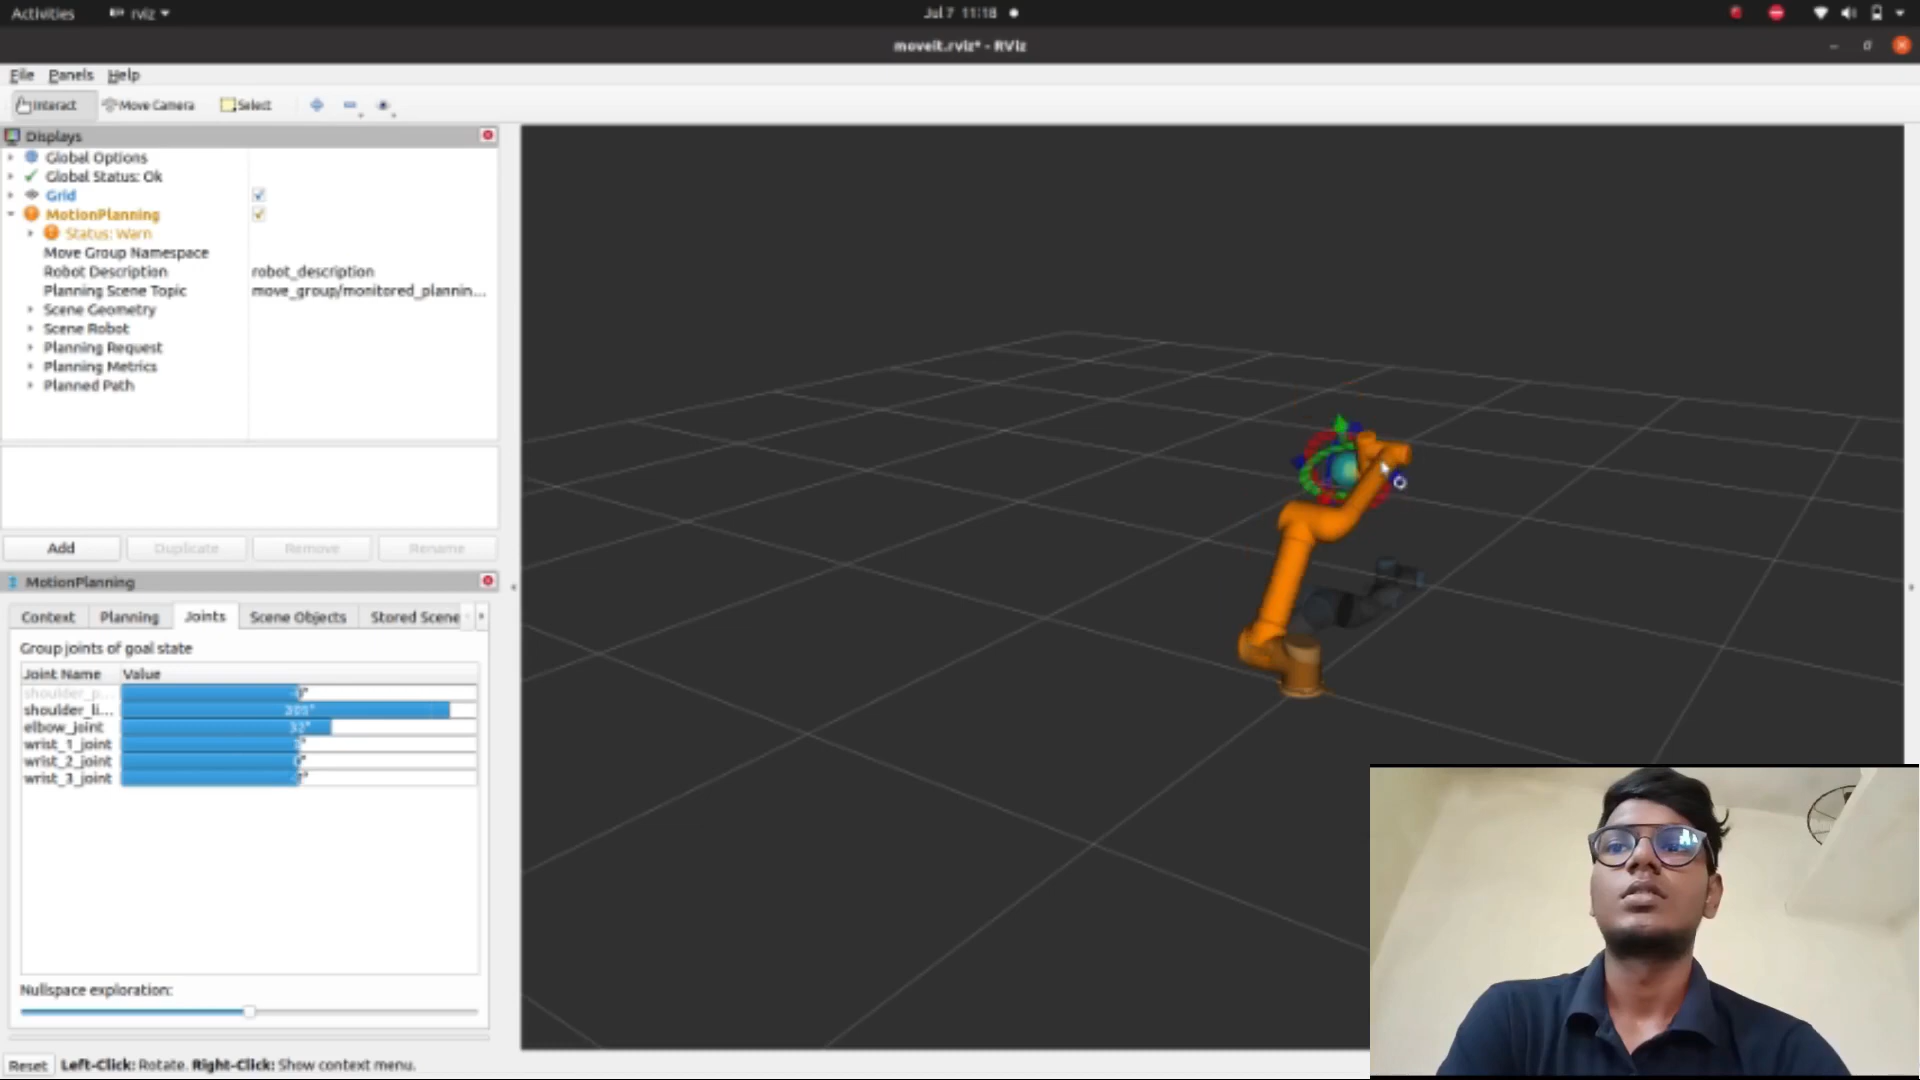 Activities rviz Jul 7 11:18
moveit.rviz* - RViz
File Panels Help
Interact Move Camera Select
Displays
Global Options
Global Status: Ok
Grid
MotionPlanning
Status: Warn
Move Group Namespace
Robot Description robot_description
Planning Scene Topic move_group/monitored_plannin...
Scene Geometry
Scene Robot
Planning Request
Planning Metrics
Planned Path
Add Duplicate Remove Rename
MotionPlanning
Context Planning Joints Scene Objects Stored Scene
Group joints of goal state
Joint Name Value
shoulder_p...
shoulder_li...
elbow_joint
wrist_1_joint
wrist_2_joint
wrist_3_joint
Nullspace exploration:
Reset Left-Click: Rotate. Right-Click: Show context menu.